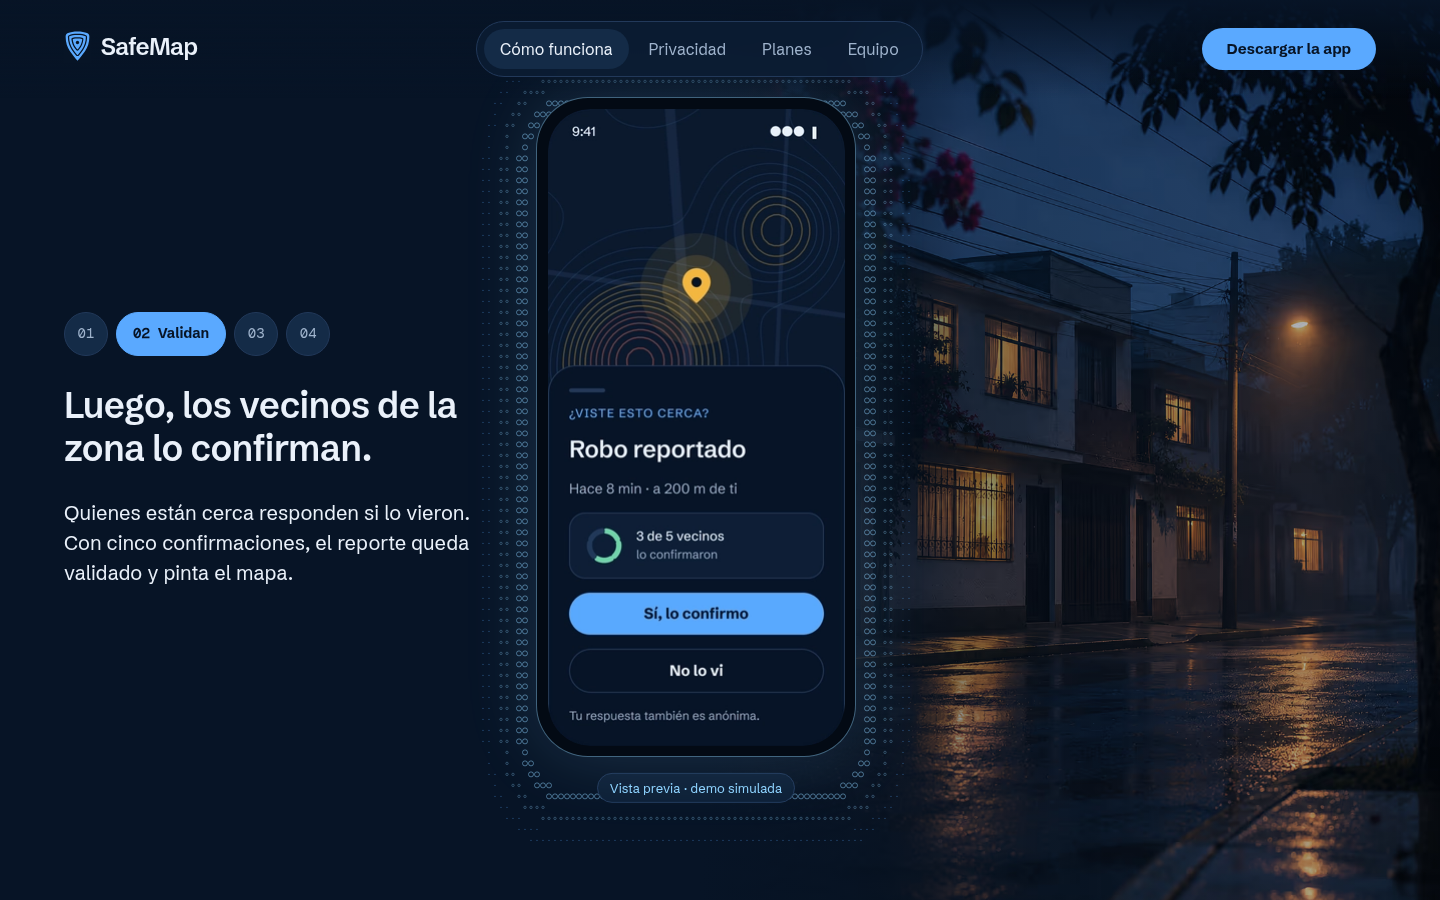 SafeMap
Cómo funciona
Privacidad
Planes
Equipo
Descargar la app
01
02 Validan
03
04
Luego, los vecinos de la
zona lo confirman.
Quienes están cerca responden si lo vieron.
Con cinco confirmaciones, el reporte queda
validado y pinta el mapa.
9:41
¿VISTE ESTO CERCA?
Robo reportado
Hace 8 min · a 200 m de ti
3 de 5 vecinos
lo confirmaron
Sí, lo confirmo
No lo vi
Tu respuesta también es anónima.
Vista previa · demo simulada